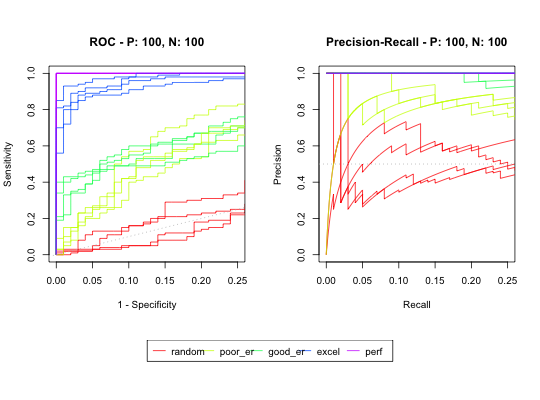 ROC - P: 100, N: 100
Sensitivity
0.0 0.2 0.4 0.6 0.8 1.0
0.00 0.05 0.10 0.15 0.20 0.25
1 - Specificity
Precision-Recall - P: 100, N: 100
Precision
0.0 0.2 0.4 0.6 0.8 1.0
0.00 0.05 0.10 0.15 0.20 0.25
Recall
random poor_er good_er excel perf